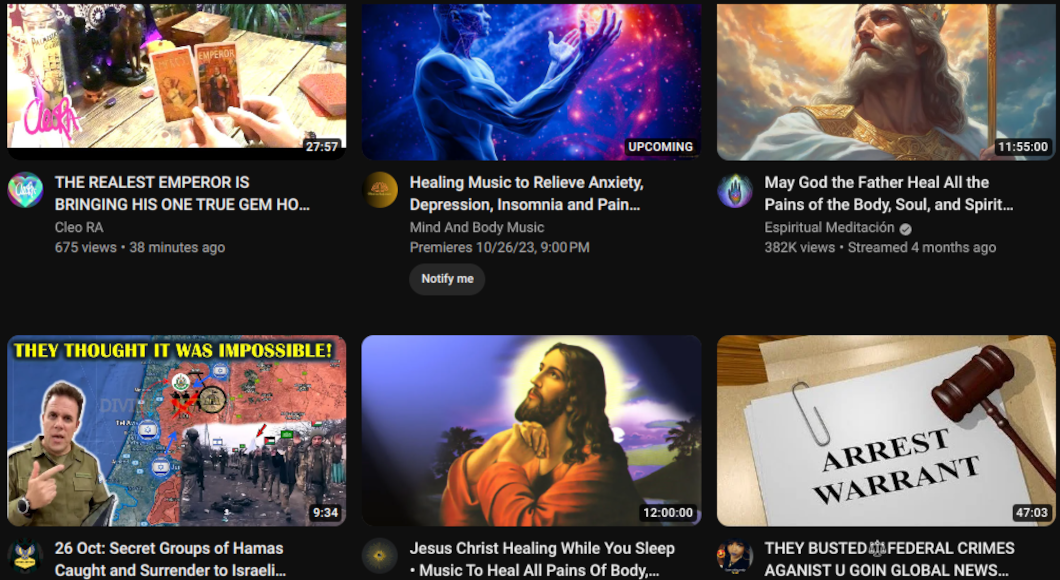 EMPEROR
Cleo RA
27:57
UPCOMING
11:55:00
THE REALEST EMPEROR IS
BRINGING HIS ONE TRUE GEM HO...
Cleo RA
675 views • 38 minutes ago
Healing Music to Relieve Anxiety,
Depression, Insomnia and Pain...
Mind And Body Music
Premieres 10/26/23, 9:00 PM
Notify me
May God the Father Heal All the
Pains of the Body, Soul, and Spirit...
Espiritual Meditación
382K views • Streamed 4 months ago
THEY THOUGHT IT WAS IMPOSSIBLE!
9:34
12:00:00
ARREST
WARRANT
47:03
26 Oct: Secret Groups of Hamas
Caught and Surrender to Israeli...
Jesus Christ Healing While You Sleep
• Music To Heal All Pains Of Body,...
THEY BUSTED⚖FEDERAL CRIMES
AGANIST U GOIN GLOBAL NEWS...